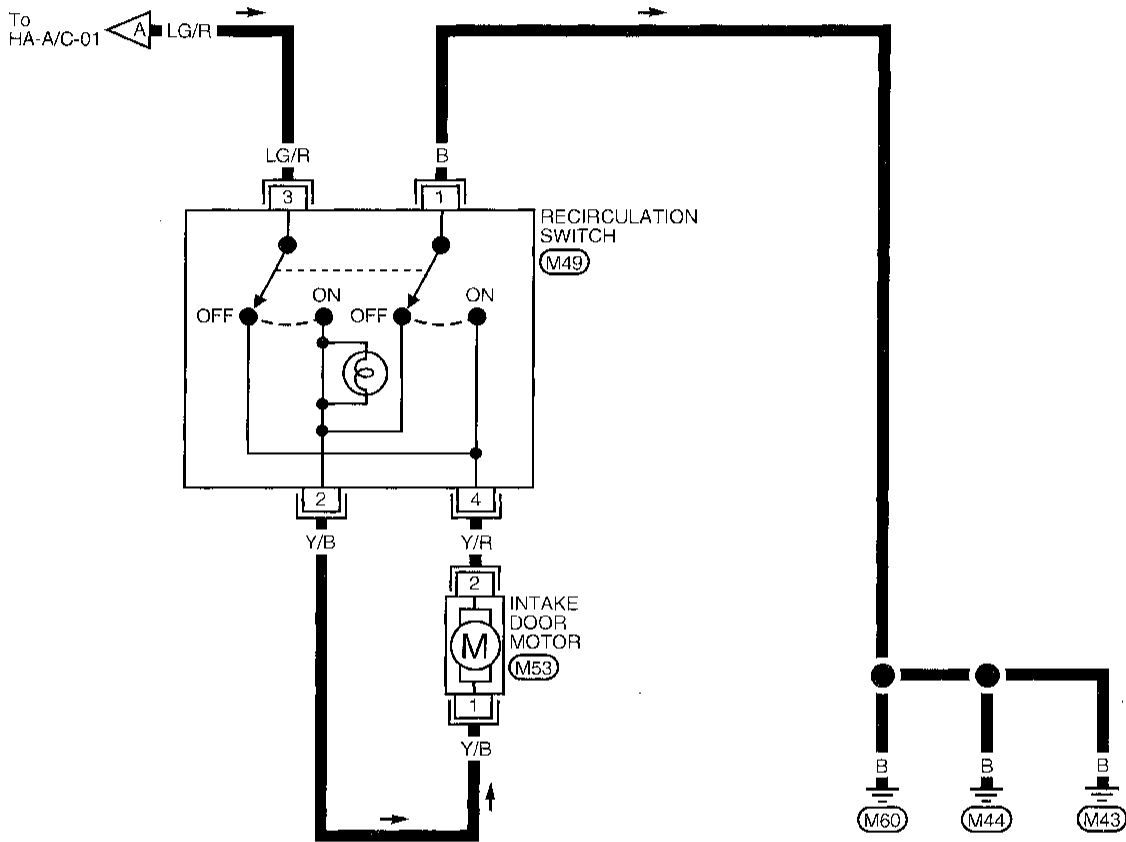 To
HA-A/C-01
A
LG/R
LG/R
B
3
1
RECIRCULATION
SWITCH
M49
OFF
ON
OFF
ON
2
4
Y/B
Y/R
2
INTAKE
DOOR
MOTOR
M
M53
1
Y/B
B
B
B
M60
M44
M43